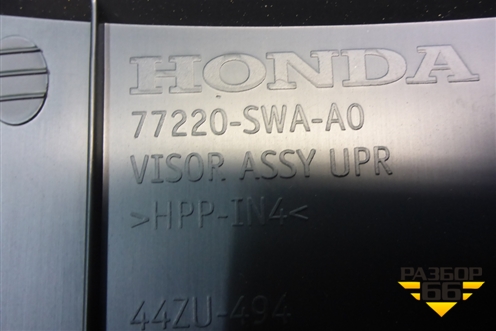 HONDA
77220-SWA-A0
VISOR ASSY UPR
>HPP-IN4<
44ZU-494
РАЗБОР
66